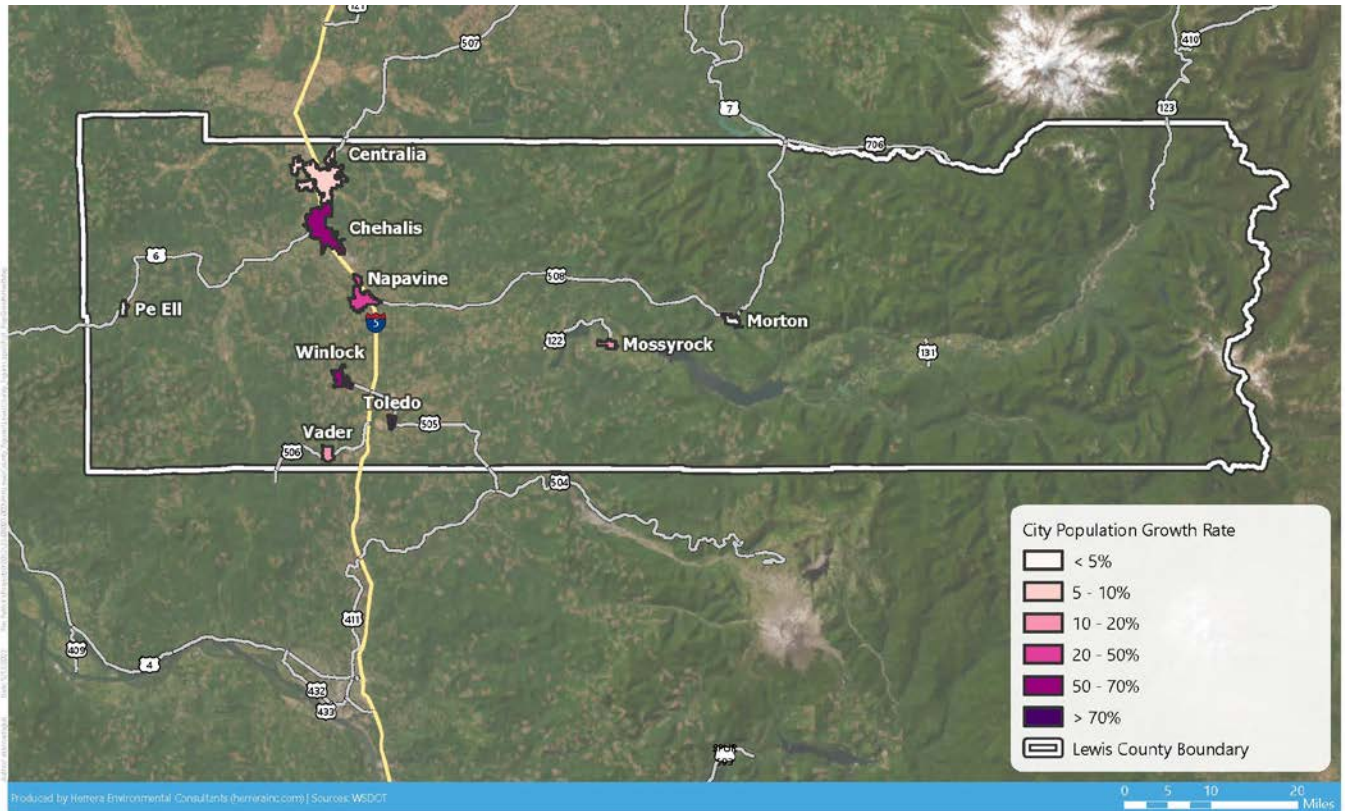 121
507
410
7
123
706
Centralia
Chehalis
6
Napavine
508
Pe Ell
5
Morton
122
Mossyrock
131
Winlock
Toledo
505
Vader
506
504
City Population Growth Rate
< 5%
5 - 10%
10 - 20%
20 - 50%
50 - 70%
> 70%
Lewis County Boundary
411
409
4
432
433
SPUR
503
Produced by Herrera Environmental Consultants (herrerainc.com) | Sources: WSDOT
0 5 10 20
Miles